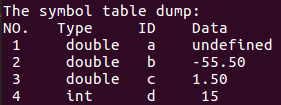 The symbol table dump:
NO. Type ID Data
1 double a undefined
2 double b -55.50
3 double c 1.50
4 int d 15